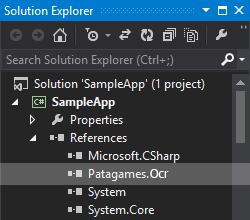 Solution Explorer
Search Solution Explorer (Ctrl+;)
Solution 'SampleApp' (1 project)
C# SampleApp
Properties
References
Microsoft.CSharp
Patagames.Ocr
System
System.Core